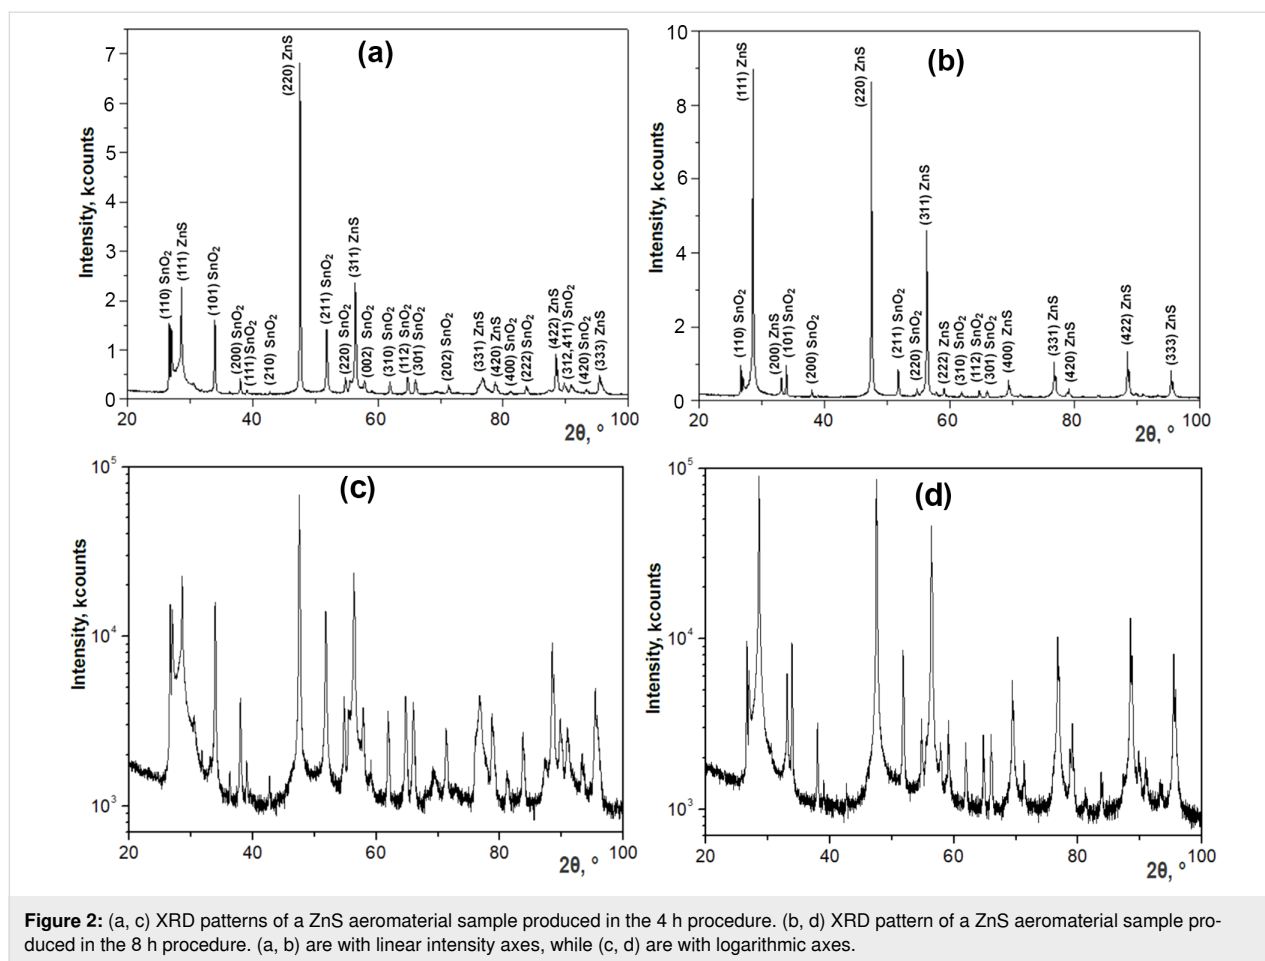 (a)
Intensity, kcounts
7
6
5
4
3
2
1
0
(110) SnO2
(111) ZnS
(101) SnO2
(200) SnO2
(111) SnO2
(210) SnO2
(220) ZnS
(211) SnO2
(220) SnO2
(311) ZnS
(002) SnO2
(310) SnO2
(112) SnO2
(301) SnO2
(202) SnO2
(331) ZnS
(420) ZnS
(400) SnO2
(222) SnO2
(422) ZnS
(312,411) SnO2
(420) SnO2
(333) ZnS
20 40 60 80 100
2θ, °
(b)
Intensity, kcounts
10
8
6
4
2
0
(110) SnO2
(111) ZnS
(200) ZnS
(101) SnO2
(200) SnO2
(220) ZnS
(211) SnO2
(220) SnO2
(311) ZnS
(222) ZnS
(310) SnO2
(112) SnO2
(301) SnO2
(400) ZnS
(331) ZnS
(420) ZnS
(422) ZnS
(333) ZnS
20 40 60 80 100
2θ, °
(c)
Intensity, kcounts
10^5
10^4
10^3
20 40 60 80 100
2θ, °
(d)
Intensity, kcounts
10^5
10^4
10^3
20 40 60 80 100
2θ, °
Figure 2: (a, c) XRD patterns of a ZnS aeromaterial sample produced in the 4 h procedure. (b, d) XRD pattern of a ZnS aeromaterial sample pro-
duced in the 8 h procedure. (a, b) are with linear intensity axes, while (c, d) are with logarithmic axes.